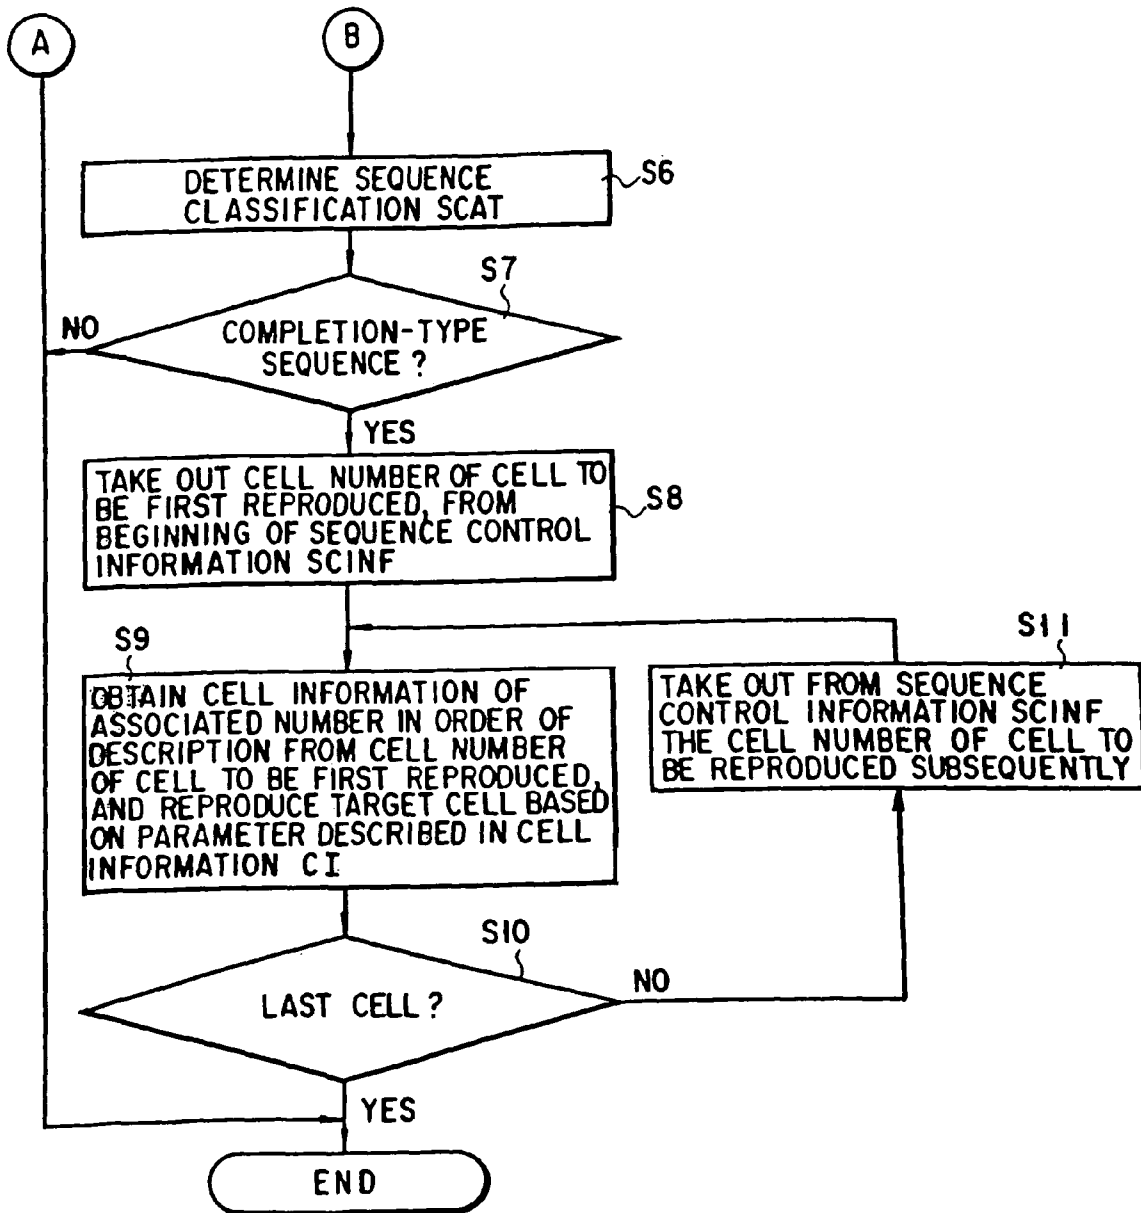 A
B
DETERMINE SEQUENCE
CLASSIFICATION SCAT
S6
S7
NO
COMPLETION-TYPE
SEQUENCE?
YES
TAKE OUT CELL NUMBER OF CELL TO
BE FIRST REPRODUCED, FROM
BEGINNING OF SEQUENCE CONTROL
INFORMATION SCINF
S8
S9
OBTAIN CELL INFORMATION OF
ASSOCIATED NUMBER IN ORDER OF
DESCRIPTION FROM CELL NUMBER
OF CELL TO BE FIRST REPRODUCED,
AND REPRODUCE TARGET CELL BASED
ON PARAMETER DESCRIBED IN CELL
INFORMATION CI
S11
TAKE OUT FROM SEQUENCE
CONTROL INFORMATION SCINF
THE CELL NUMBER OF CELL TO
BE REPRODUCED SUBSEQUENTLY
S10
LAST CELL?
NO
YES
END